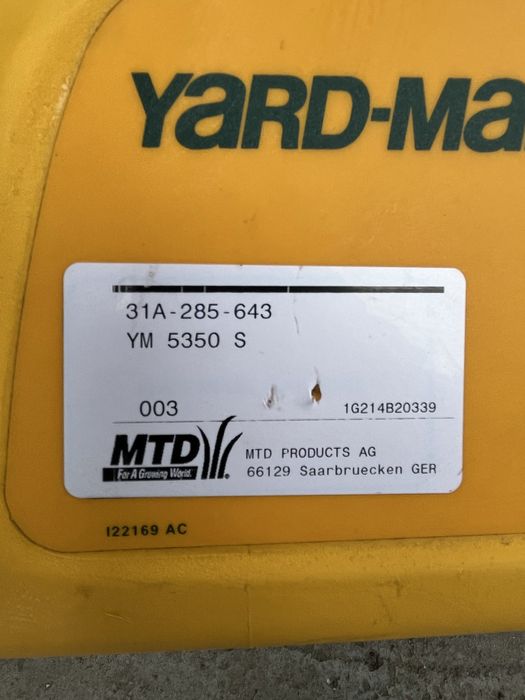 YARD-Ma
31A-285-643
YM 5350 S
003
1G214B20339
MTD
For A Growing World.
MTD PRODUCTS AG
66129 Saarbruecken GER
I22169 AC